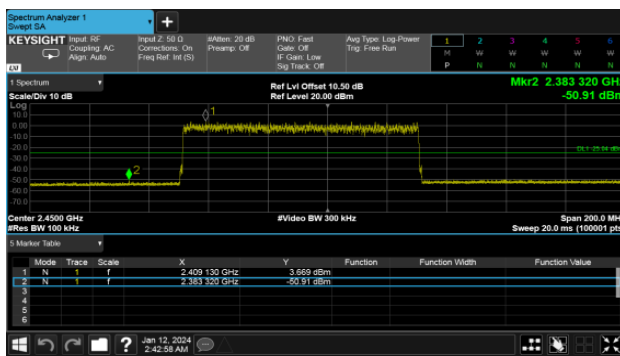 Spectrum Analyzer 1
Swept SA
+
KEYSIGHT
Input: RF
Coupling: AC
Align: Auto
Input Z: 50 Ω
Corrections: On
Freq Ref: Int (S)
#Atten: 20 dB
Preamp: Off
PNO: Fast
Gate: Off
IF Gain: Low
Sig Track: Off
Avg Type: Log-Power
Trig: Free Run
1 2 3 4 5 6
M W W W W W
P N N N N N
LXI
1 Spectrum
Scale/Div 10 dB
Ref Lvl Offset 10.50 dB
Ref Level 20.00 dBm
Mkr2 2.383 320 GH
-50.91 dBn
Log
10.0
0.00
-10.0
-20.0
-30.0
-40.0
-50.0
-60.0
-70.0
1
2
DL1 -25.04 dB
Center 2.4500 GHz
#Res BW 100 kHz
#Video BW 300 kHz
Span 200.0 MH
Sweep 20.0 ms (100001 pts
5 Marker Table
Mode Trace Scale X Y Function Function Width Function Value
1 N 1 f 2.409 130 GHz 3.669 dBm
2 N 1 f 2.383 320 GHz -50.91 dBm
3
4
5
6
?
Jan 12, 2024
2:42:58 AM